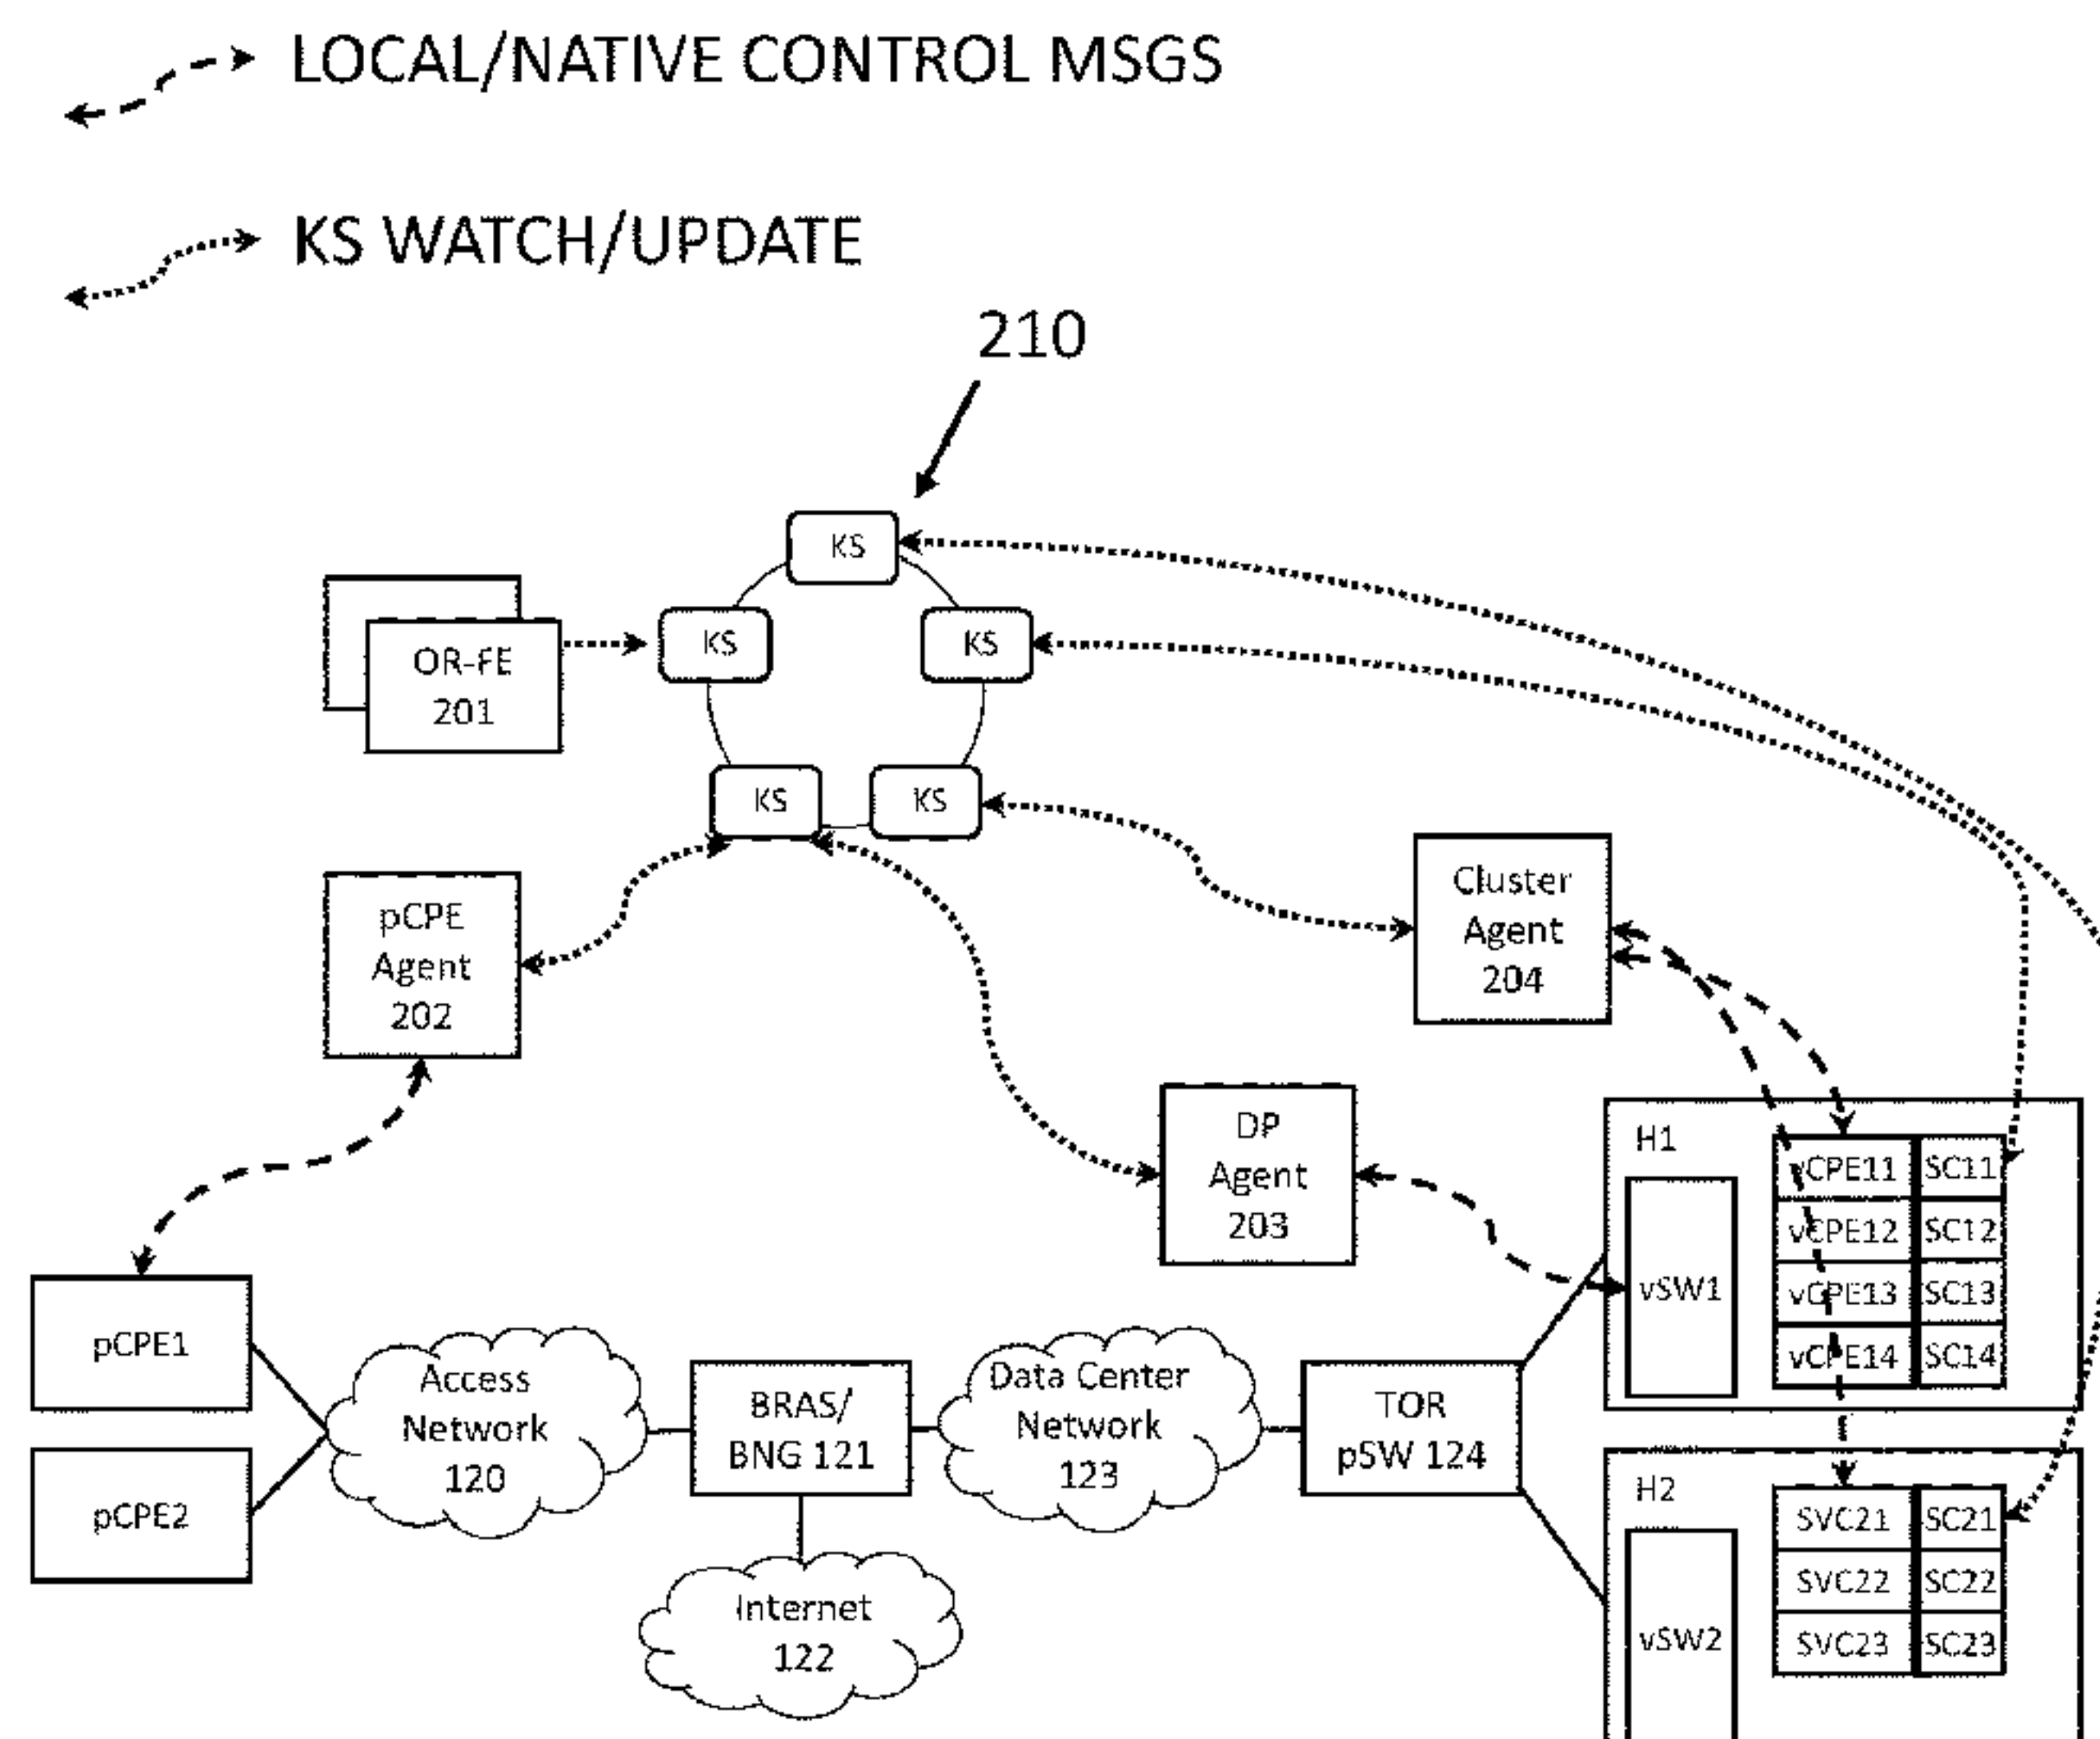 LOCAL/NATIVE CONTROL MSGS
KS WATCH/UPDATE
210
KS
KS
KS
OR-FE
201
KS
KS
Cluster
Agent
204
pCPE
Agent
202
DP
Agent
203
H1
vCPE11 SC11
vCPE12 SC12
vSW1
vCPE13 SC13
vCPE14 SC14
pCPE1
Access
Network
120
BRAS/
BNG 121
Data Center
Network
123
TOR
pSW 124
pCPE2
H2
SVC21 SC21
SVC22 SC22
SVC23 SC23
vSW2
Internet
122